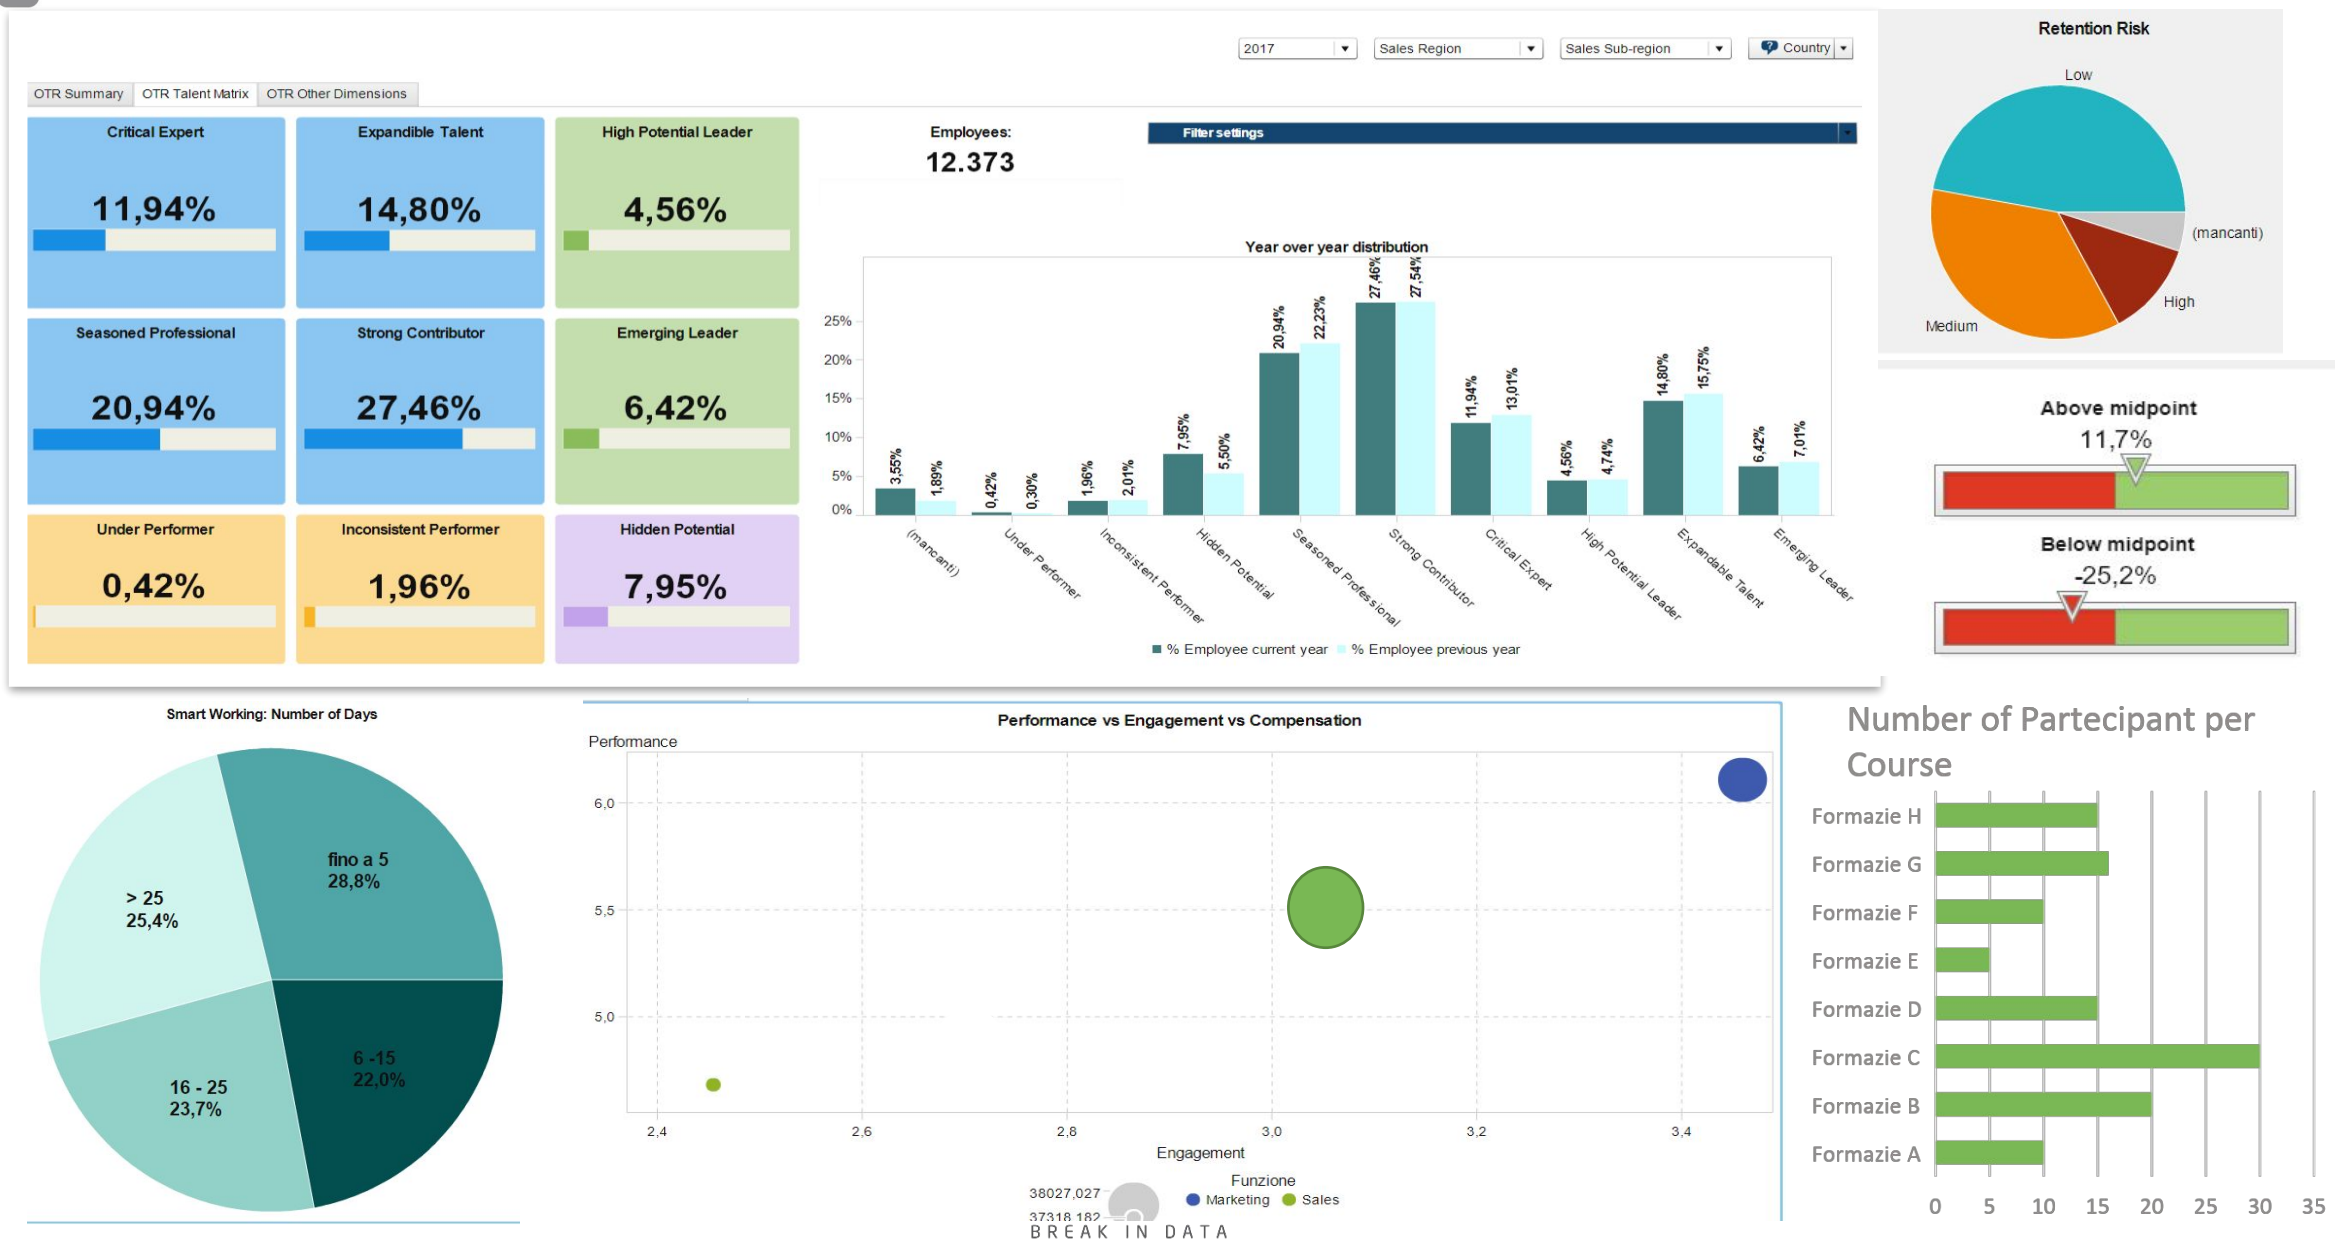 2017
Sales Region
Sales Sub-region
Country
OTR Summary
OTR Talent Matrix
OTR Other Dimensions
Critical Expert
11,94%
Expandible Talent
14,80%
High Potential Leader
4,56%
Seasoned Professional
20,94%
Strong Contributor
27,46%
Emerging Leader
6,42%
Under Performer
0,42%
Inconsistent Performer
1,96%
Hidden Potential
7,95%
Employees:
12.373
Filter settings
Year over year distribution
25%
20%
15%
10%
5%
0%
3,55%
1,89%
0,42%
0,30%
1,96%
2,01%
7,95%
5,50%
20,94%
22,23%
27,46%
27,54%
11,94%
13,01%
4,56%
4,74%
14,80%
15,75%
6,42%
7,01%
(mancanti)
Under Performer
Inconsistent Performer
Hidden Potential
Seasoned Professional
Strong Contributor
Critical Expert
High Potential Leader
Expandable Talent
Emerging Leader
% Employee current year
% Employee previous year
Retention Risk
Low
(mancanti)
High
Medium
Above midpoint
11,7%
Below midpoint
-25,2%
Smart Working: Number of Days
fino a 5
28,8%
> 25
25,4%
6 -15
22,0%
16 - 25
23,7%
Performance vs Engagement vs Compensation
Performance
6,0
5,5
5,0
2,4
2,6
2,8
3,0
3,2
3,4
Engagement
Funzione
38027,027
37318,182
Marketing
Sales
BREAK IN DATA
Number of Partecipant per
Course
Formazie H
Formazie G
Formazie F
Formazie E
Formazie D
Formazie C
Formazie B
Formazie A
0
5
10
15
20
25
30
35